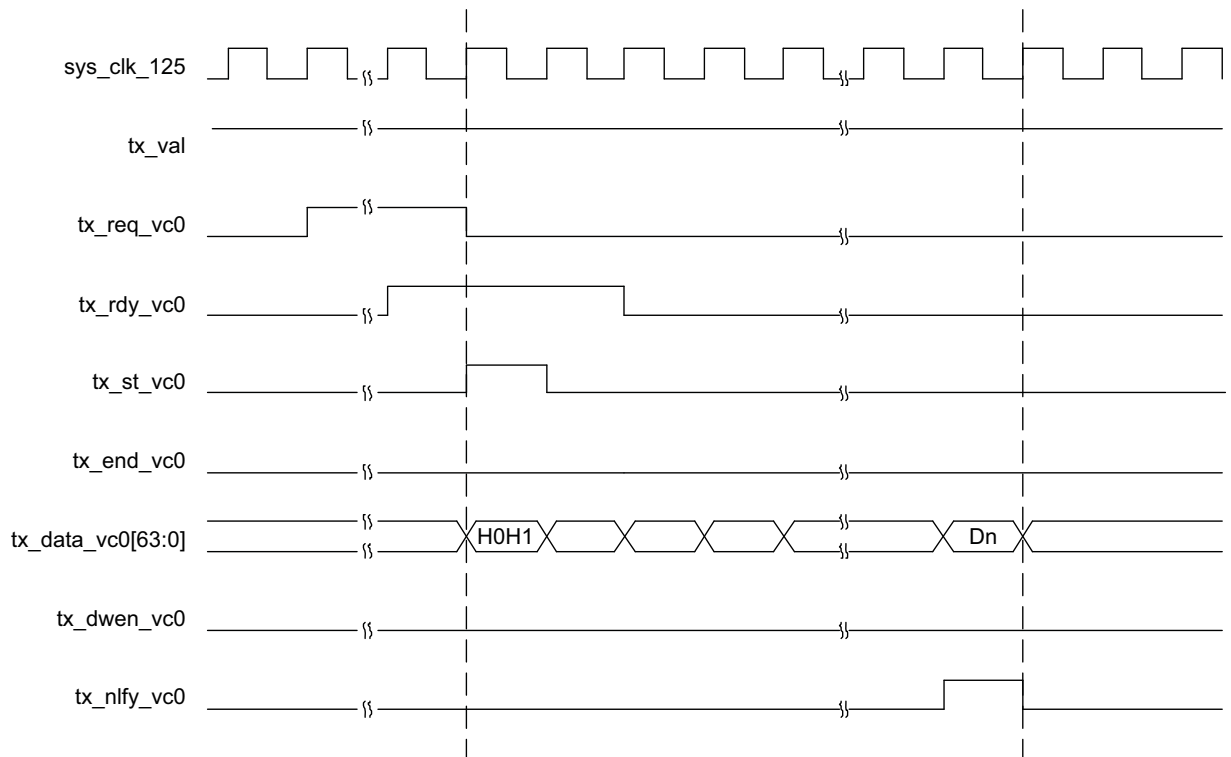 sys_clk_125
tx_val
tx_req_vc0
tx_rdy_vc0
tx_st_vc0
tx_end_vc0
tx_data_vc0[63:0]
H0H1
Dn
tx_dwen_vc0
tx_nlfy_vc0